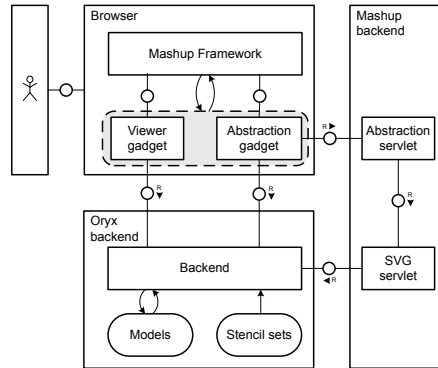 Browser
Mashup
backend
Mashup Framework
Viewer
gadget
Abstraction
gadget
R
Abstraction
servlet
R
R
R
Oryx
backend
Backend
R
SVG
servlet
Models
Stencil sets